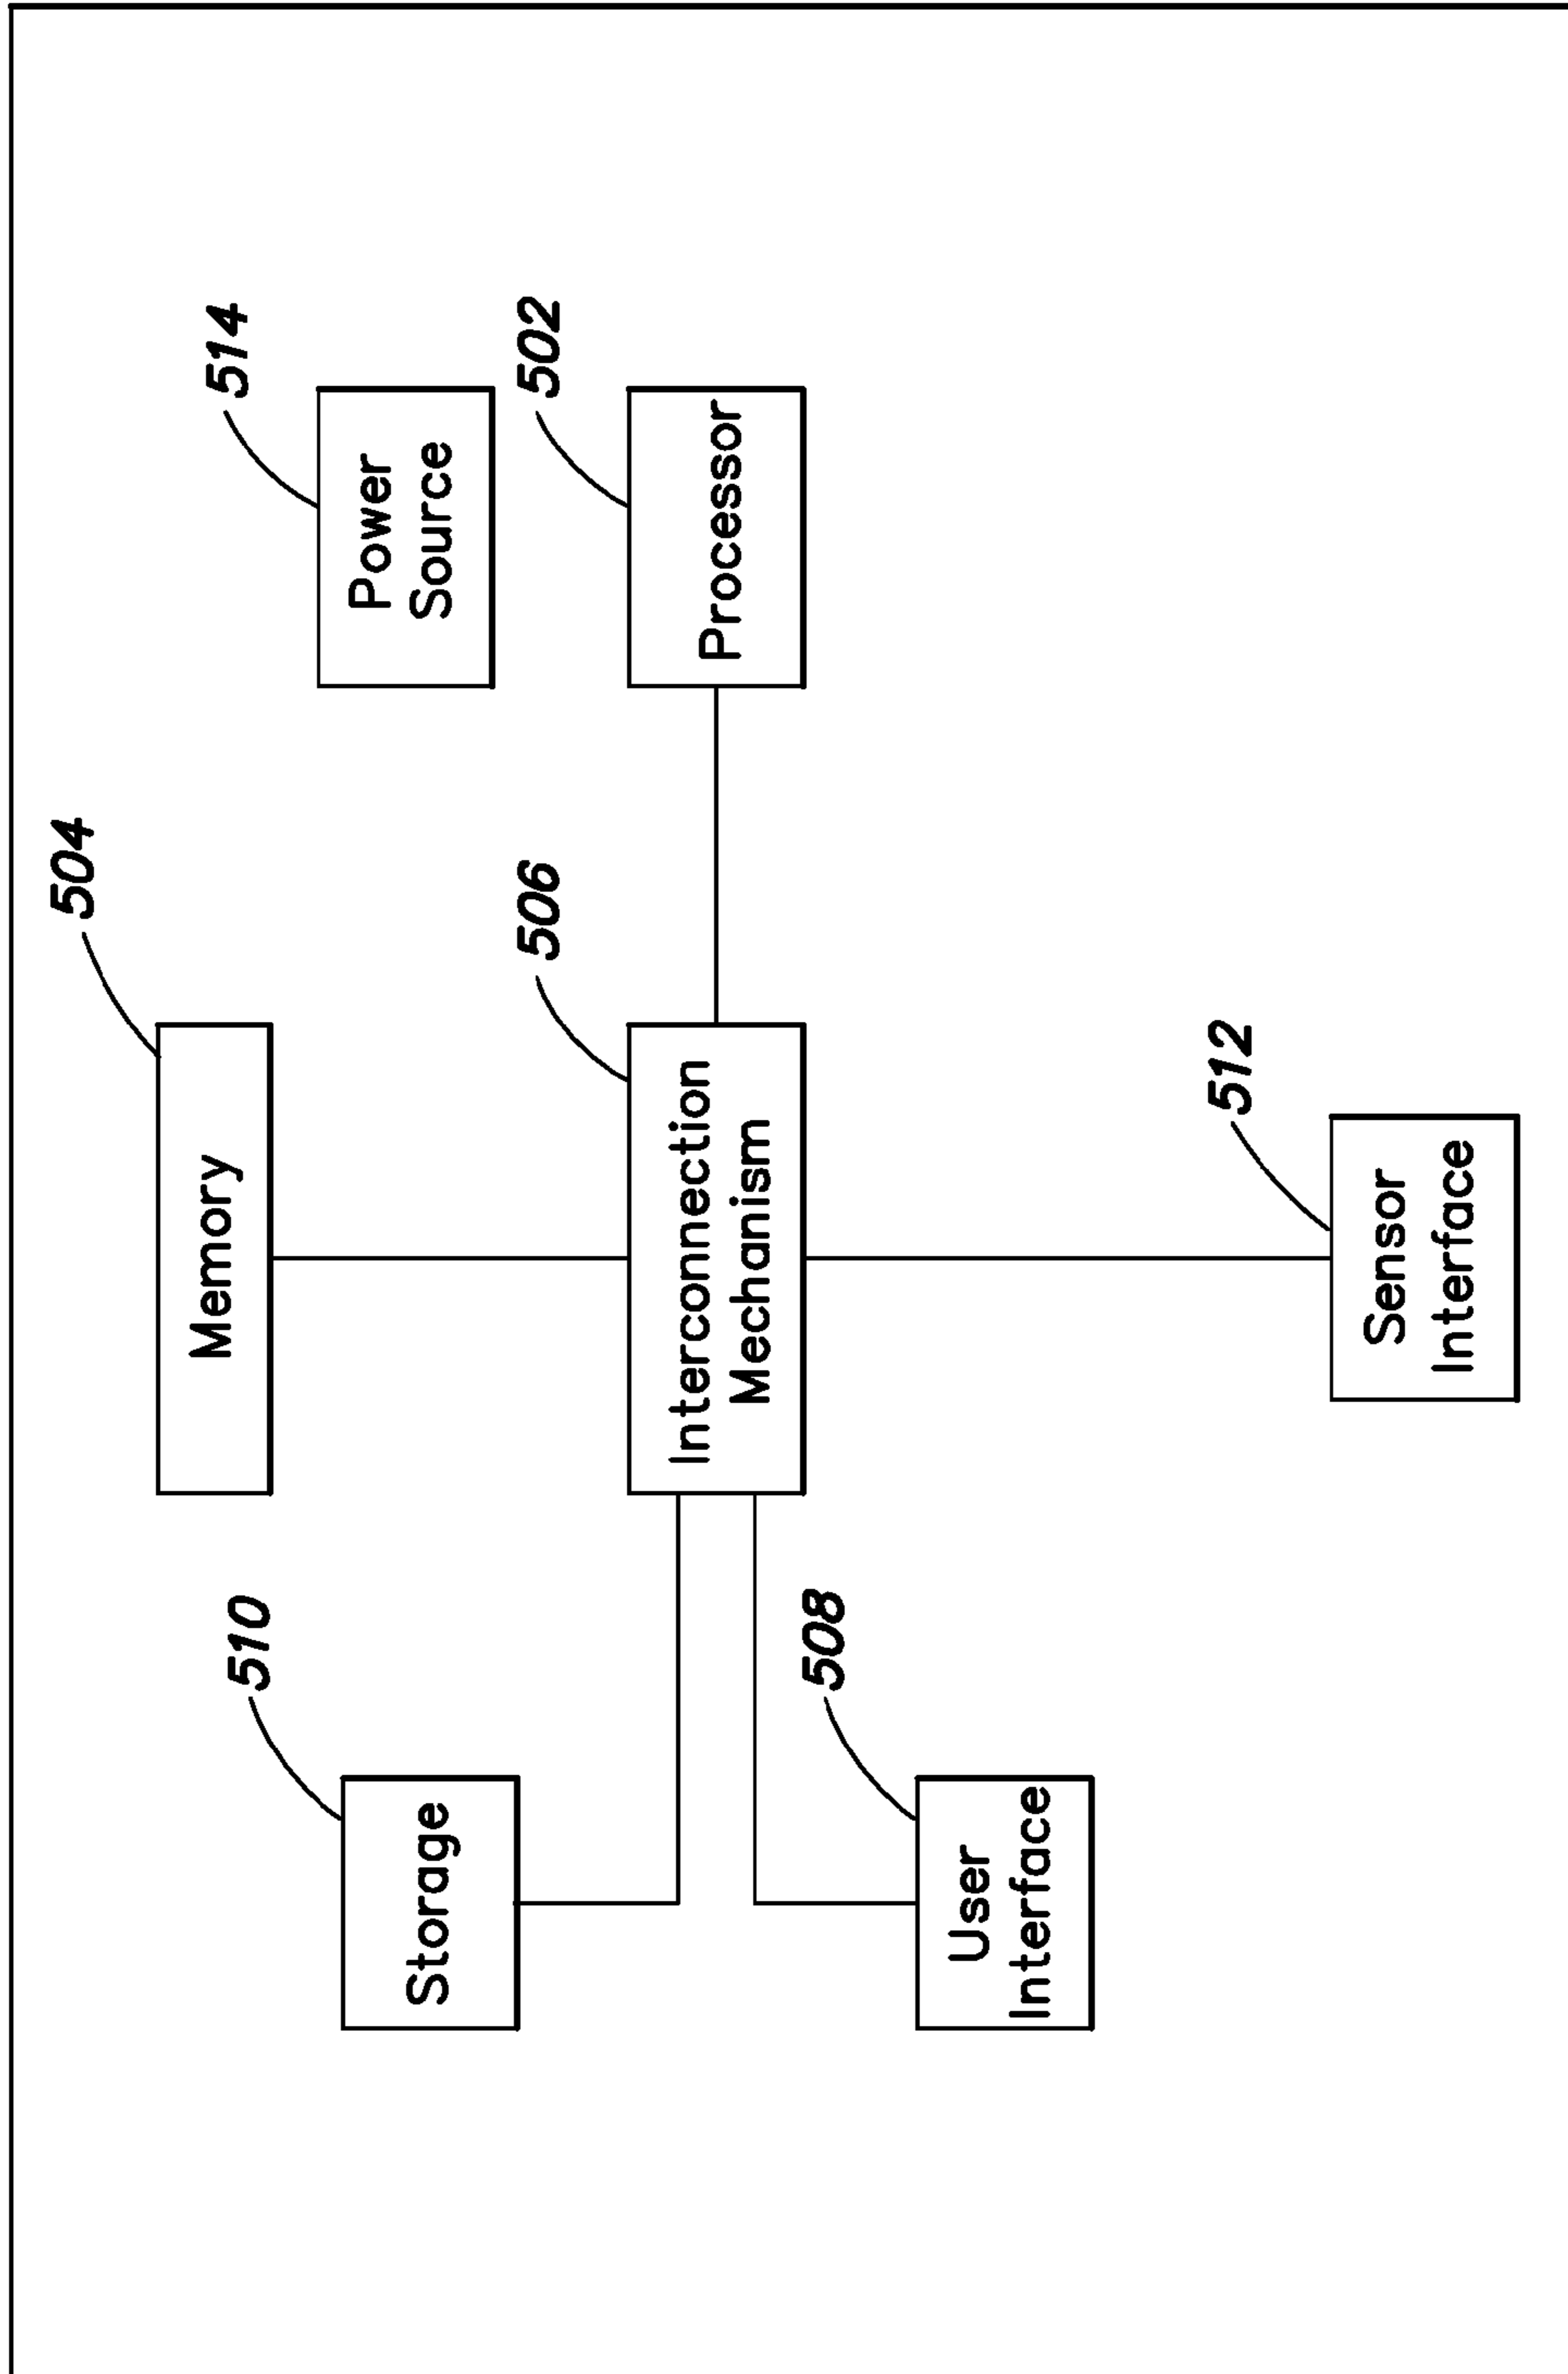 504
Memory
514
Power
Source
510
Storage
506
Interconnection
Mechanism
502
Processor
508
User
Interface
512
Sensor
Interface